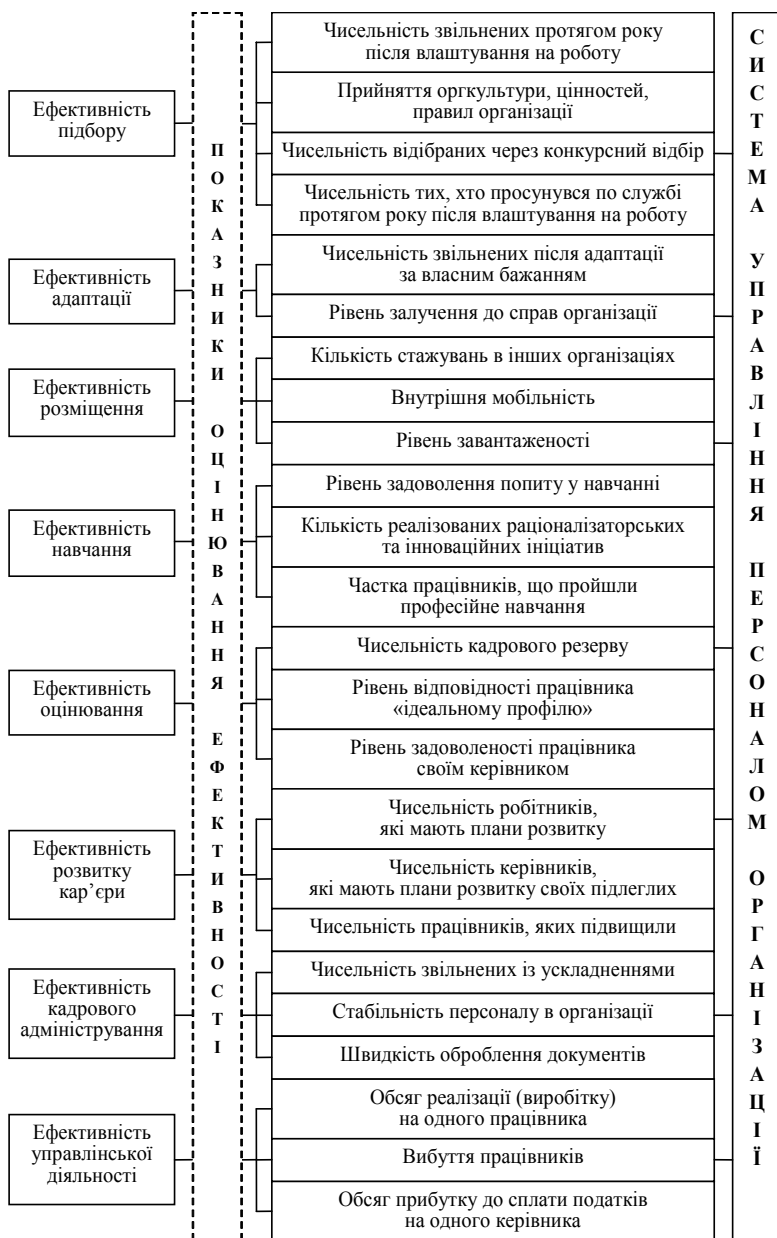 Ефективність
підбору
Ефективність
адаптації
Ефективність
розміщення
Ефективність
навчання
Ефективність
оцінювання
Ефективність
розвитку
кар’єри
Ефективність
кадрового
адміністрування
Ефективність
управлінської
діяльності
ПОКАЗНИКИ ОЦІНЮВАННЯ ЕФЕКТИВНОСТІ
Чисельність звільнених протягом року
після влаштування на роботу
Прийняття оргкультури, цінностей,
правил організації
Чисельність відібраних через конкурсний відбір
Чисельність тих, хто просунувся по службі
протягом року після влаштування на роботу
Чисельність звільнених після адаптації
за власним бажанням
Рівень залучення до справ організації
Кількість стажувань в інших організаціях
Внутрішня мобільність
Рівень завантаженості
Рівень задоволення попиту у навчанні
Кількість реалізованих раціоналізаторських
та інноваційних ініціатив
Частка працівників, що пройшли
професійне навчання
Чисельність кадрового резерву
Рівень відповідності працівника
«ідеальному профілю»
Рівень задоволеності працівника
своїм керівником
Чисельність робітників,
які мають плани розвитку
Чисельність керівників,
які мають плани розвитку своїх підлеглих
Чисельність працівників, яких підвищили
Чисельність звільнених із ускладненнями
Стабільність персоналу в організації
Швидкість оброблення документів
Обсяг реалізації (виробітку)
на одного працівника
Вибуття працівників
Обсяг прибутку до сплати податків
на одного керівника
СИСТЕМА УПРАВЛІННЯ ПЕРСОНАЛОМ ОРГАНІЗАЦІЇ